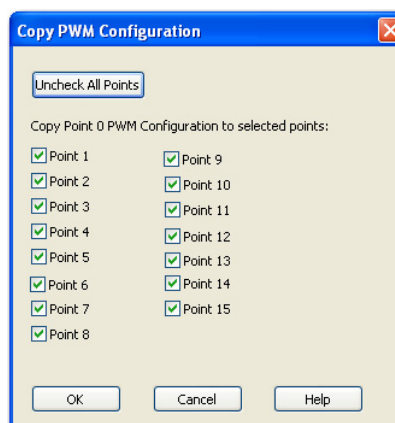 Copy PWM Configuration
Uncheck All Points
Copy Point 0 PWM Configuration to selected points:
Point 1
Point 2
Point 3
Point 4
Point 5
Point 6
Point 7
Point 8
Point 9
Point 10
Point 11
Point 12
Point 13
Point 14
Point 15
OK Cancel Help